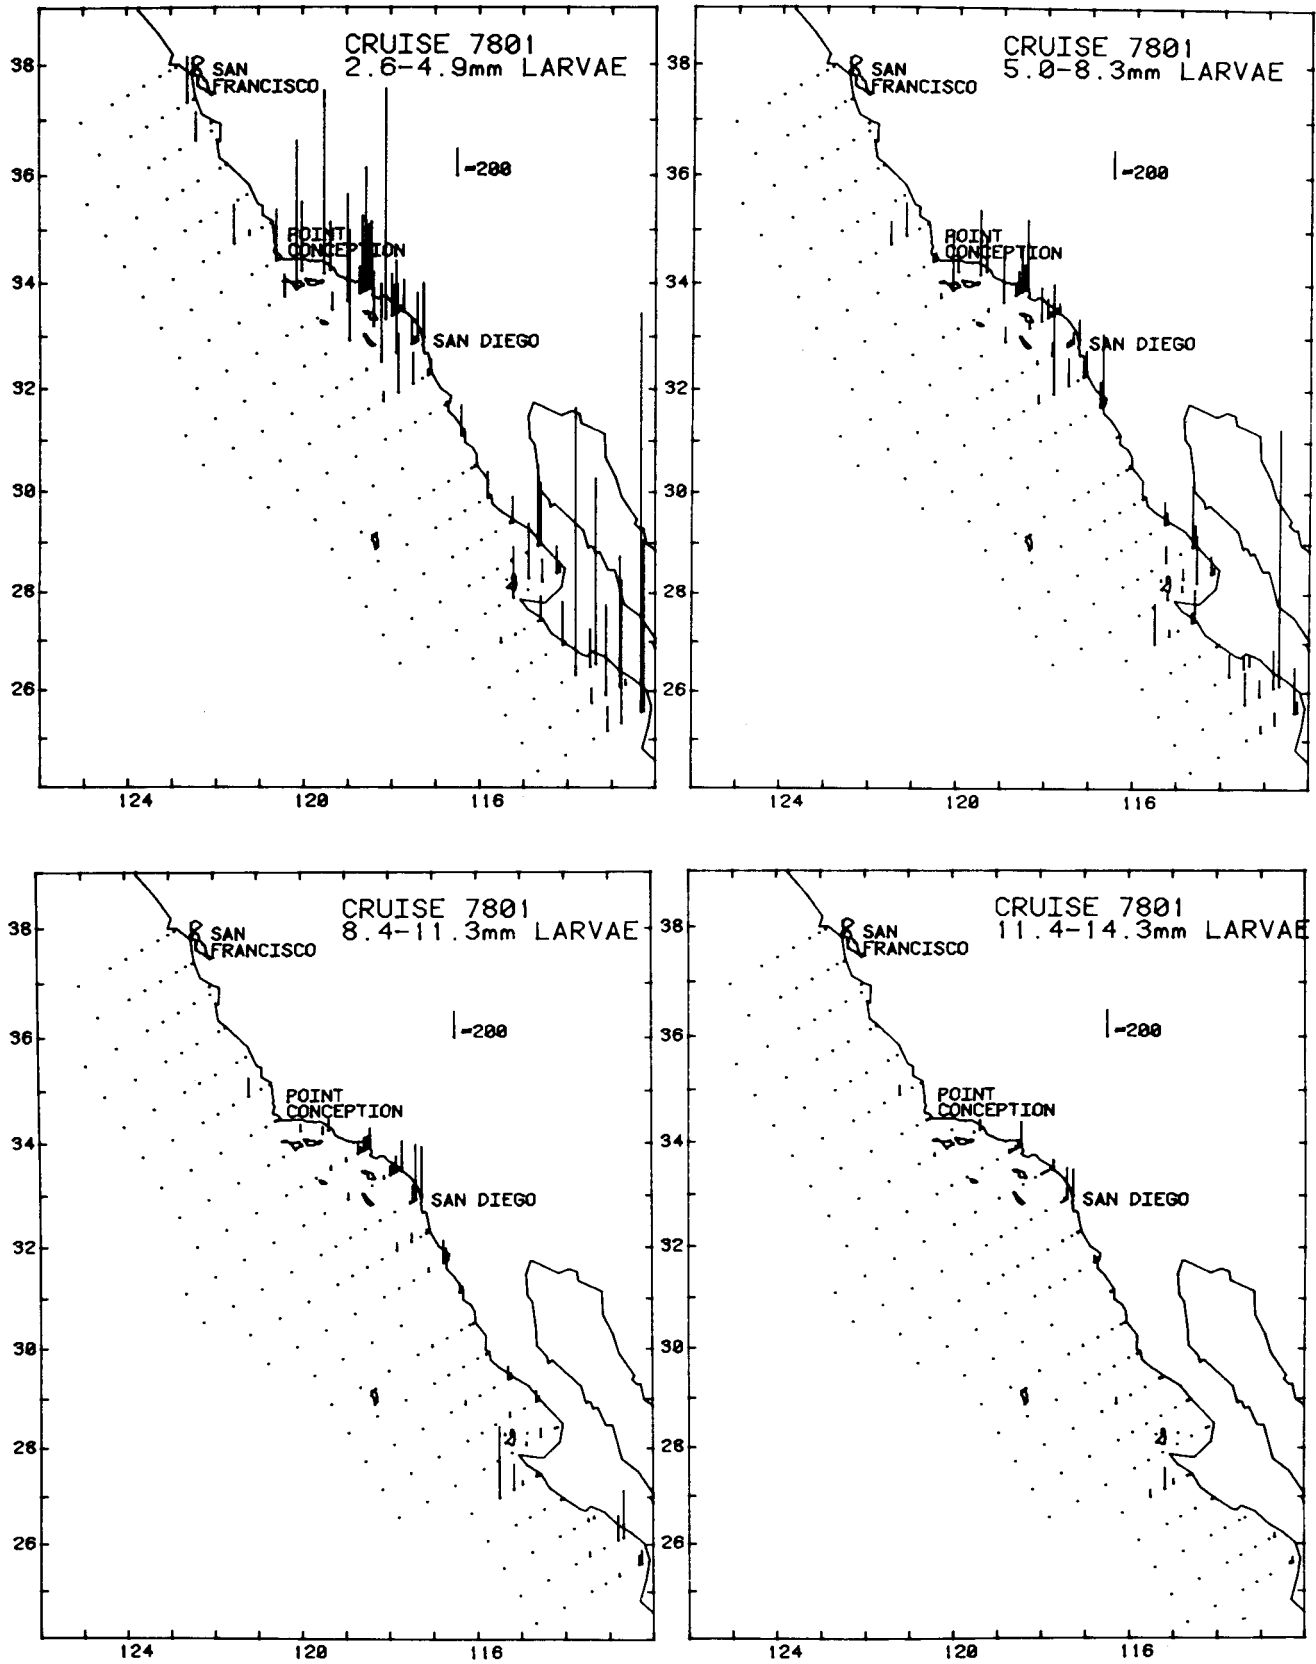 CRUISE 7801
2.6-4.9mm LARVAE
38
SAN
FRANCISCO
36
=200
POINT
CONCEPTION
34
SAN DIEGO
32
30
28
26
124
120
116
CRUISE 7801
5.0-8.3mm LARVAE
38
SAN
FRANCISCO
36
=200
POINT
CONCEPTION
34
SAN DIEGO
32
30
28
26
124
120
116
CRUISE 7801
8.4-11.3mm LARVAE
38
SAN
FRANCISCO
36
=200
POINT
CONCEPTION
34
SAN DIEGO
32
30
28
26
124
120
116
CRUISE 7801
11.4-14.3mm LARVAE
38
SAN
FRANCISCO
36
=200
POINT
CONCEPTION
34
SAN DIEGO
32
30
28
26
124
120
116